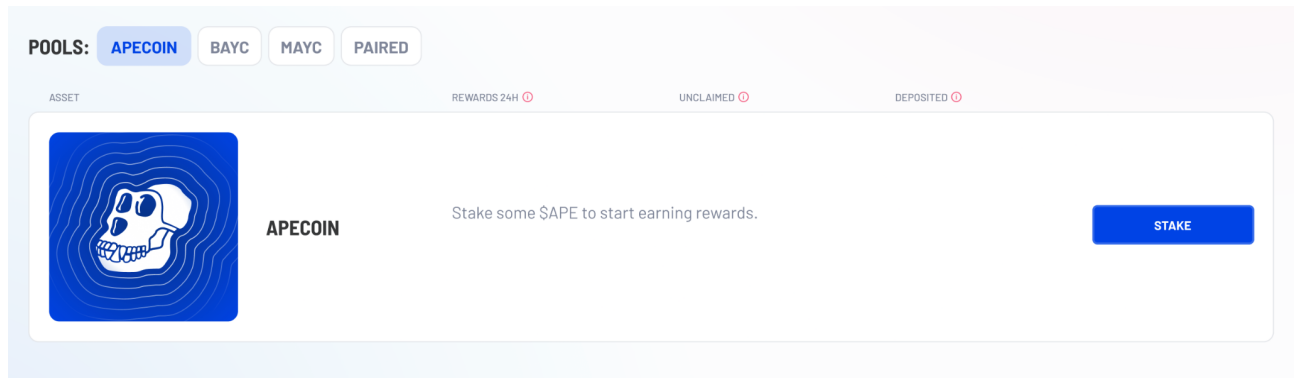 POOLS: APECOIN BAYC MAYC PAIRED
ASSET REWARDS 24H UNCLAIMED DEPOSITED
APECOIN Stake some $APE to start earning rewards. STAKE